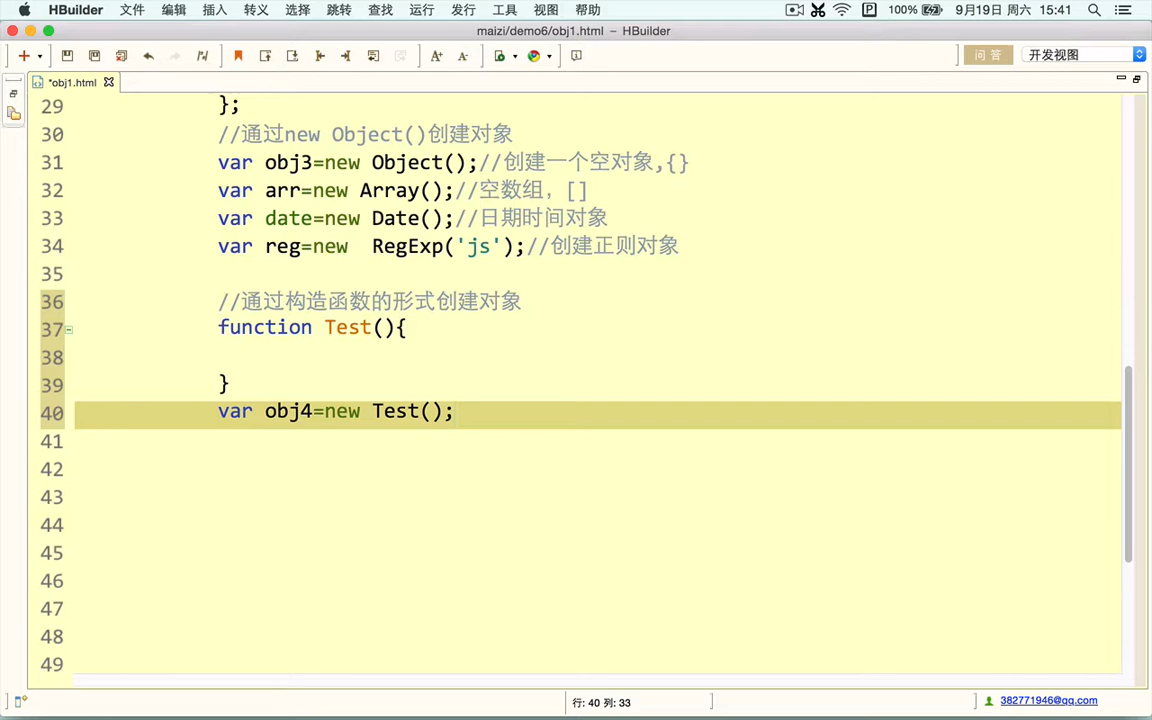 HBuilder 文件 编辑 插入 转义 选择 跳转 查找 运行 发行 工具 视图 帮助 100% 9月19日 周六 15:41
maizi/demo6/obj1.html – HBuilder
问 答 开发视图
*obj1.html
29 };
30 //通过new Object()创建对象
31 var obj3=new Object();//创建一个空对象,{}
32 var arr=new Array();//空数组，[]
33 var date=new Date();//日期时间对象
34 var reg=new  RegExp('js');//创建正则对象
35
36 //通过构造函数的形式创建对象
37 function Test(){
38
39 }
40 var obj4=new Test();
41
42
43
44
45
46
47
48
49
行: 40 列: 33 382771946@qq.com